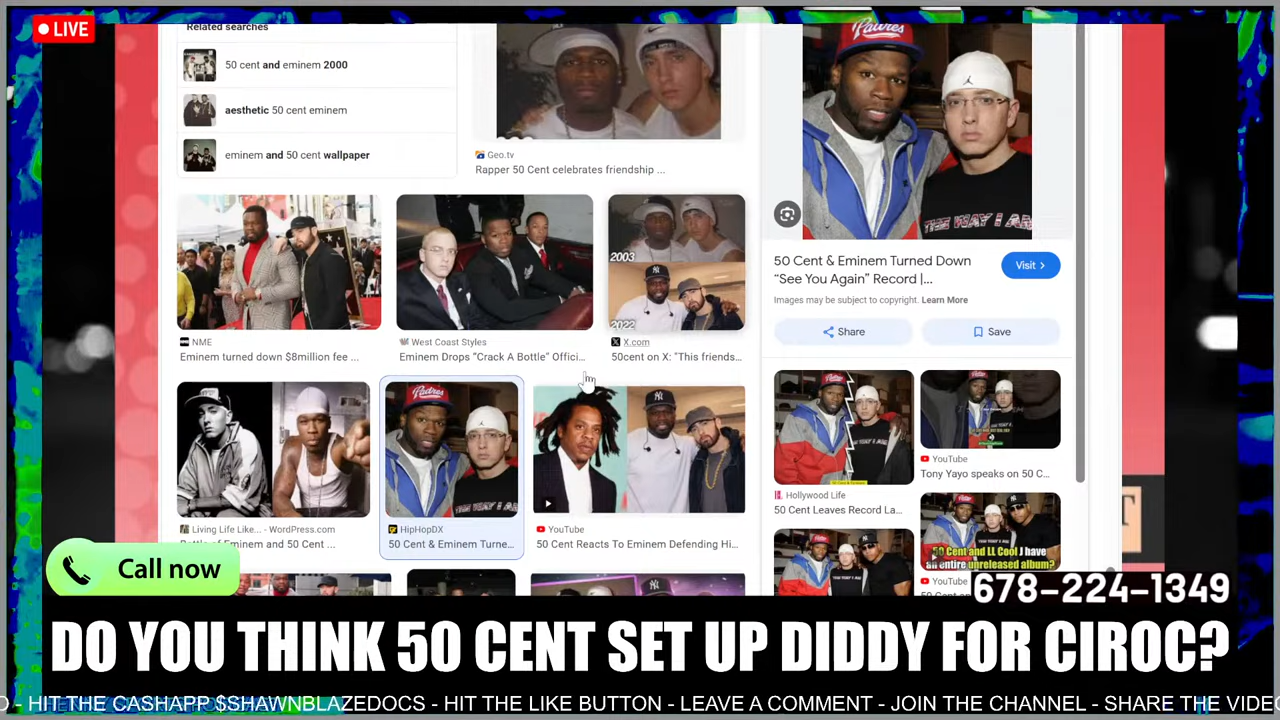 LIVE
Related searches
50 cent and eminem 2000
aesthetic 50 cent eminem
eminem and 50 cent wallpaper
Geo.tv
Rapper 50 Cent celebrates friendship ...
Padres
THE WAY I AM
50 Cent & Eminem Turned Down
“See You Again” Record |...
Visit
Images may be subject to copyright. Learn More
Share
Save
2003
2022
NME
Eminem turned down $8million fee ...
West Coast Styles
Eminem Drops “Crack A Bottle” Offici...
X.com
50cent on X: "This friends...
Living Life Like... - WordPress.com
Battle of Eminem and 50 Cent ...
HipHopDX
50 Cent & Eminem Turne...
YouTube
50 Cent Reacts To Eminem Defending Hi...
Hollywood Life
50 Cent Leaves Record La...
YouTube
Tony Yayo speaks on 50 C...
50 Cent and LL Cool J have
an entire unreleased album?
YouTube
Call now
678-224-1349
DO YOU THINK 50 CENT SET UP DIDDY FOR CIROC?
- HIT THE CASHAPP $SHAWNBLAZEDOCS - HIT THE LIKE BUTTON - LEAVE A COMMENT - JOIN THE CHANNEL - SHARE THE VIDEO